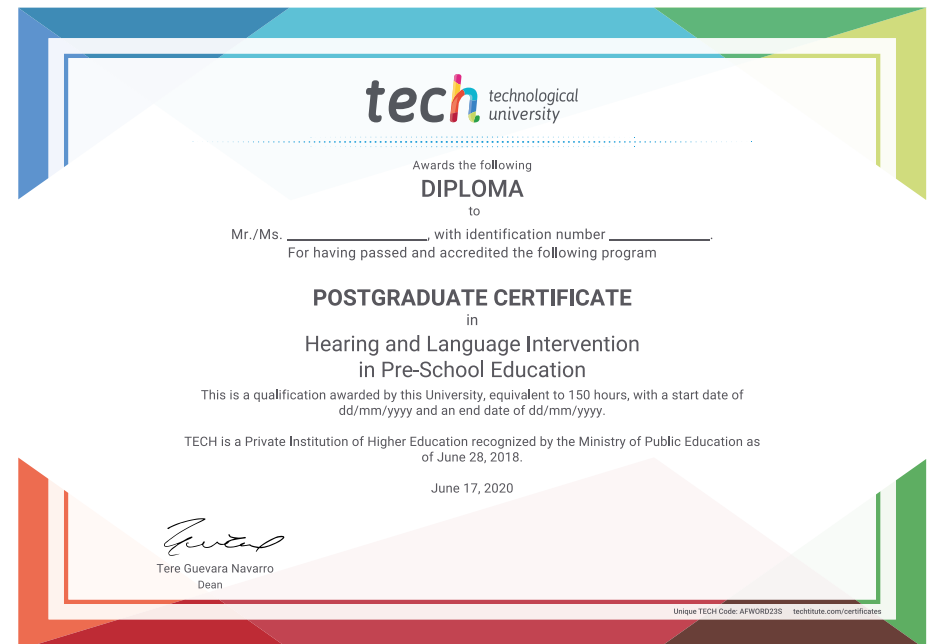 tech technological
university
Awards the following
DIPLOMA
to
Mr./Ms. ____________________, with identification number ______________.
For having passed and accredited the following program
POSTGRADUATE CERTIFICATE
in
Hearing and Language Intervention
in Pre-School Education
This is a qualification awarded by this University, equivalent to 150 hours, with a start date of
dd/mm/yyyy and an end date of dd/mm/yyyy.
TECH is a Private Institution of Higher Education recognized by the Ministry of Public Education as
of June 28, 2018.
June 17, 2020
Tere Guevara Navarro
Dean
Unique TECH Code: AFWORD23S techtitute.com/certificates